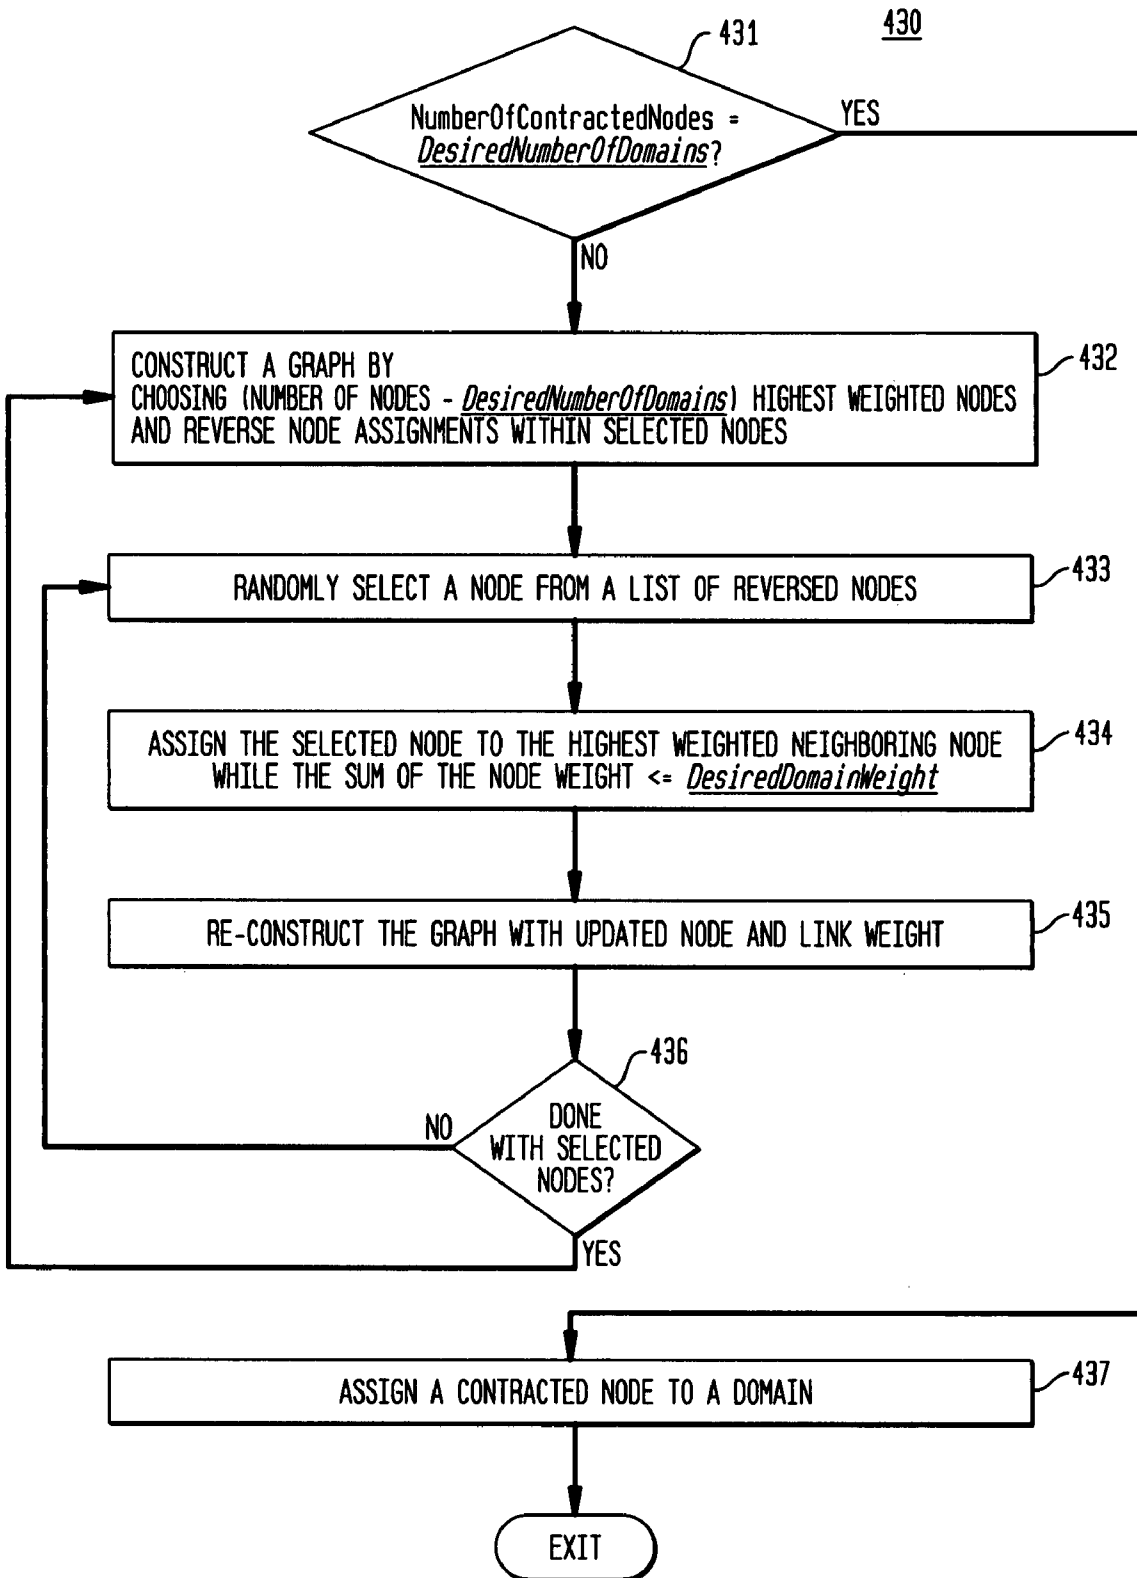 430
431
NumberOfContractedNodes =
DesiredNumberOfDomains?
YES
NO
CONSTRUCT A GRAPH BY
CHOOSING (NUMBER OF NODES - DesiredNumberOfDomains) HIGHEST WEIGHTED NODES
AND REVERSE NODE ASSIGNMENTS WITHIN SELECTED NODES
432
RANDOMLY SELECT A NODE FROM A LIST OF REVERSED NODES
433
ASSIGN THE SELECTED NODE TO THE HIGHEST WEIGHTED NEIGHBORING NODE
WHILE THE SUM OF THE NODE WEIGHT <= DesiredDomainWeight
434
RE-CONSTRUCT THE GRAPH WITH UPDATED NODE AND LINK WEIGHT
435
436
DONE
WITH SELECTED
NODES?
NO
YES
ASSIGN A CONTRACTED NODE TO A DOMAIN
437
EXIT